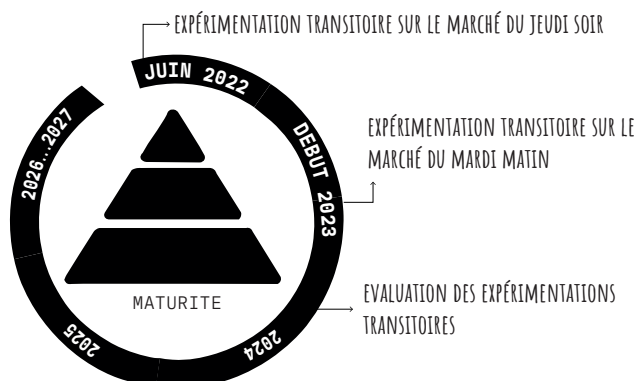 EXPÉRIMENTATION TRANSITOIRE SUR LE MARCHÉ DU JEUDI SOIR
JUIN 2022
EXPÉRIMENTATION TRANSITOIRE SUR LE
MARCHÉ DU MARDI MATIN
DEBUT 2023
2026...2027
EVALUATION DES EXPÉRIMENTATIONS
TRANSITOIRES
MATURITE
2025
2024